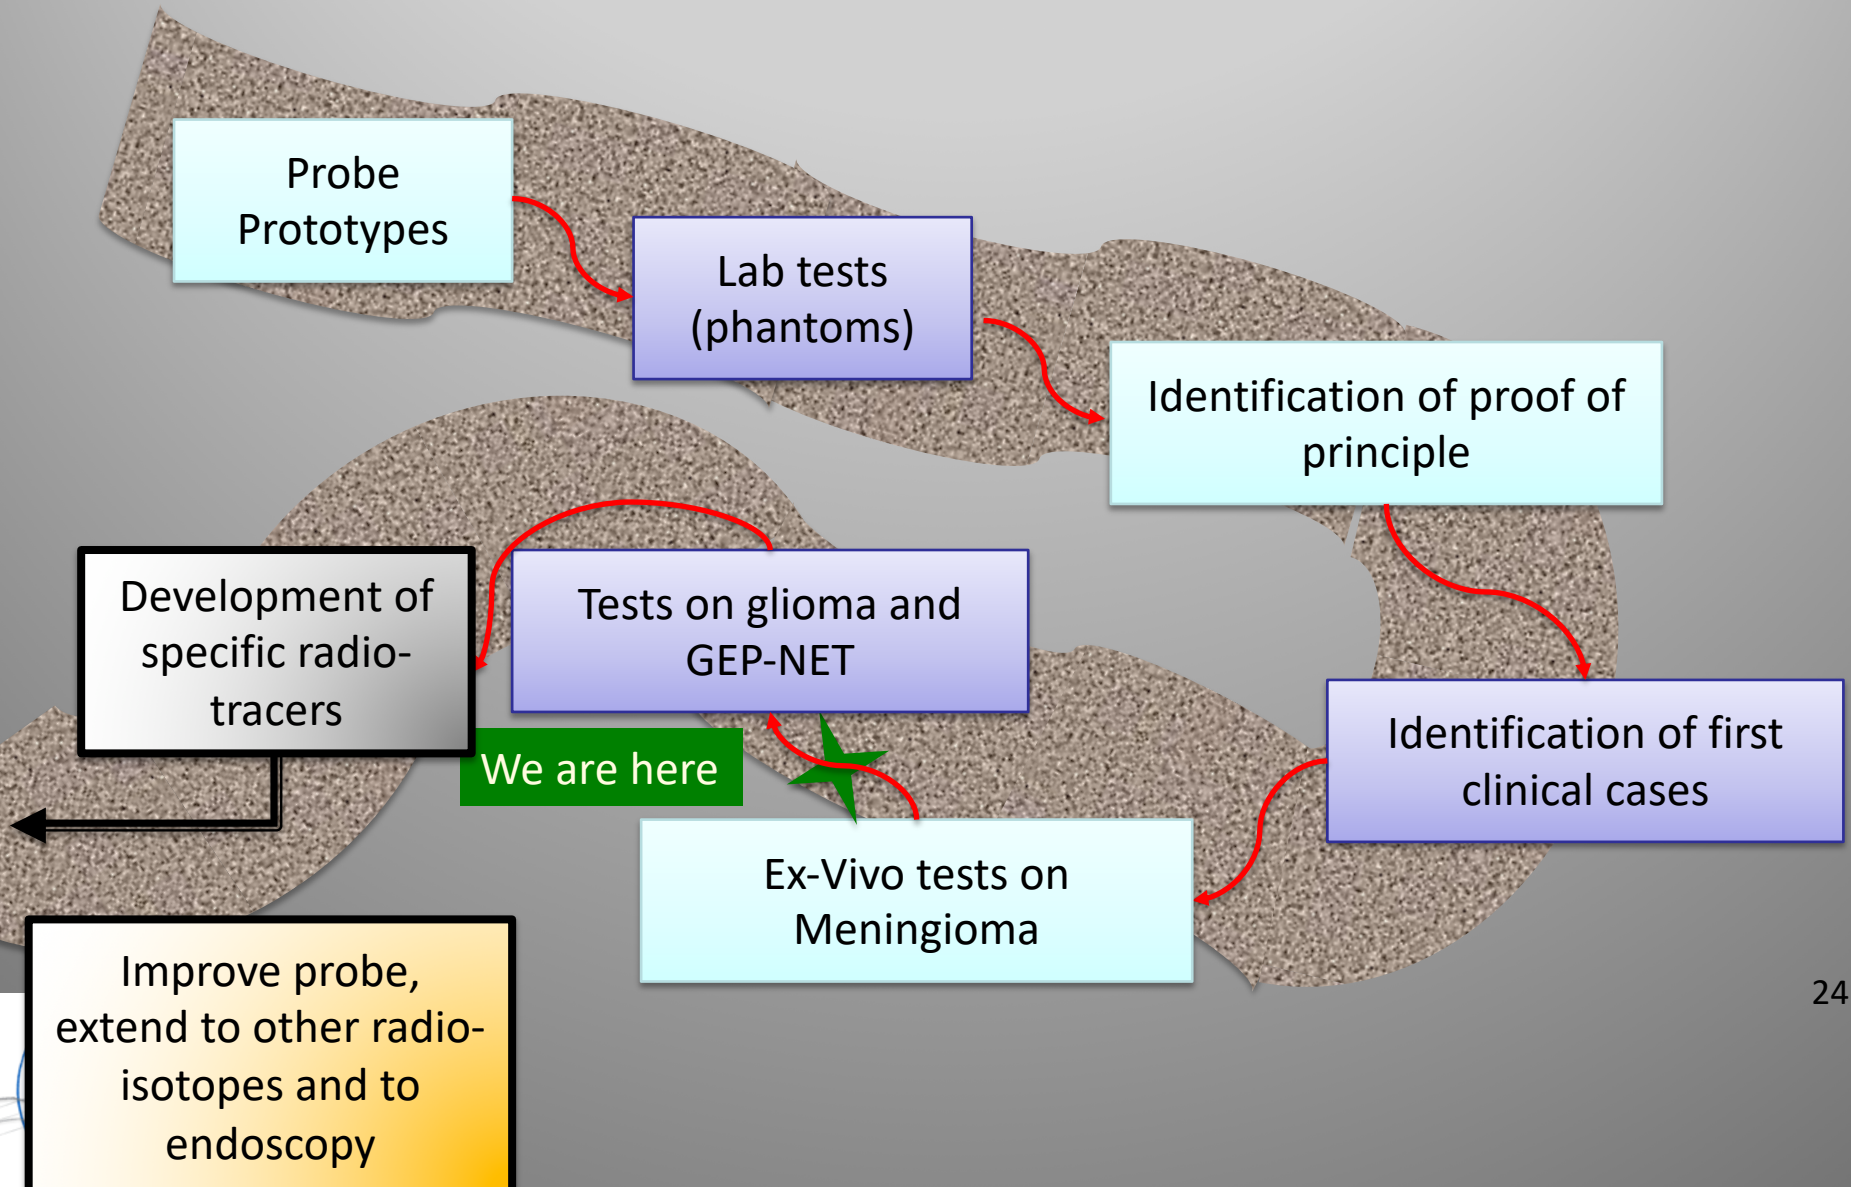 Probe
Prototypes
Lab tests
(phantoms)
Identification of proof of
principle
Identification of first
clinical cases
Ex-Vivo tests on
Meningioma
We are here
Tests on glioma and
GEP-NET
Development of
specific radio-
tracers
Improve probe,
extend to other radio-
isotopes and to
endoscopy
24